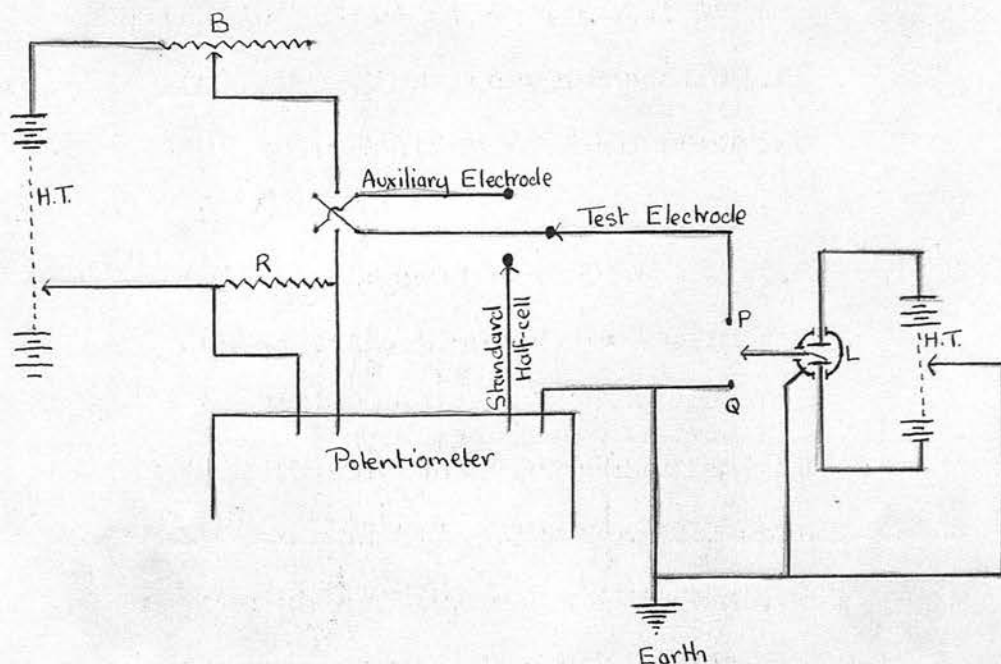 B
H.T.
Auxiliary Electrode
Test Electrode
R
P
L
H.T.
Standard
Half-cell
Q
Potentiometer
Earth